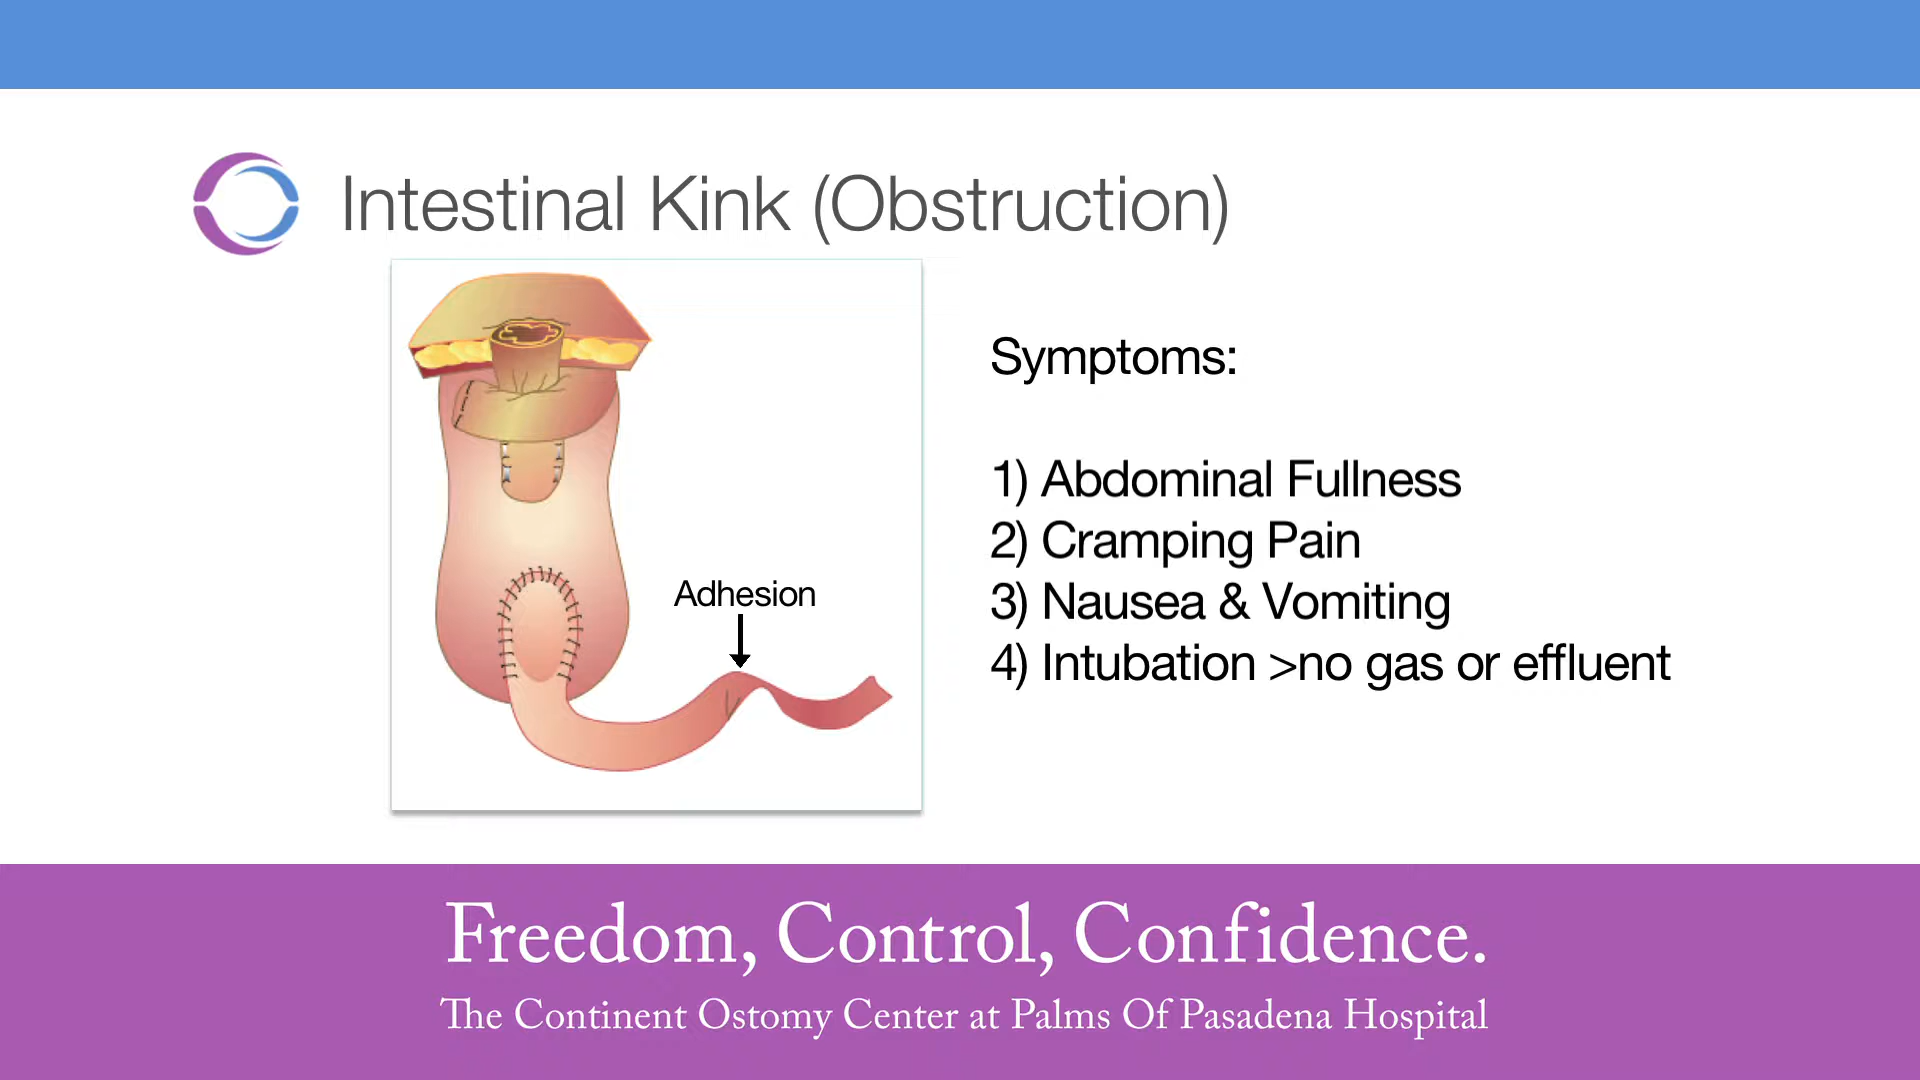 Intestinal Kink (Obstruction)
Adhesion
Symptoms:
1) Abdominal Fullness
2) Cramping Pain
3) Nausea & Vomiting
4) Intubation >no gas or effluent
Freedom, Control, Confidence.
The Continent Ostomy Center at Palms Of Pasadena Hospital